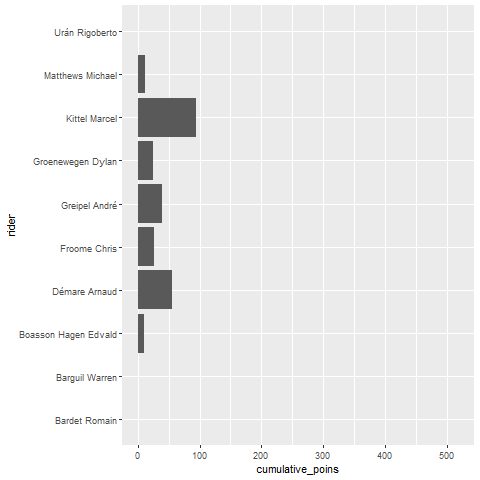 Urán Rigoberto
Matthews Michael
Kittel Marcel
Groenewegen Dylan
Greipel André
Froome Chris
Démare Arnaud
Boasson Hagen Edvald
Barguil Warren
Bardet Romain
rider
0 100 200 300 400 500
cumulative_poins